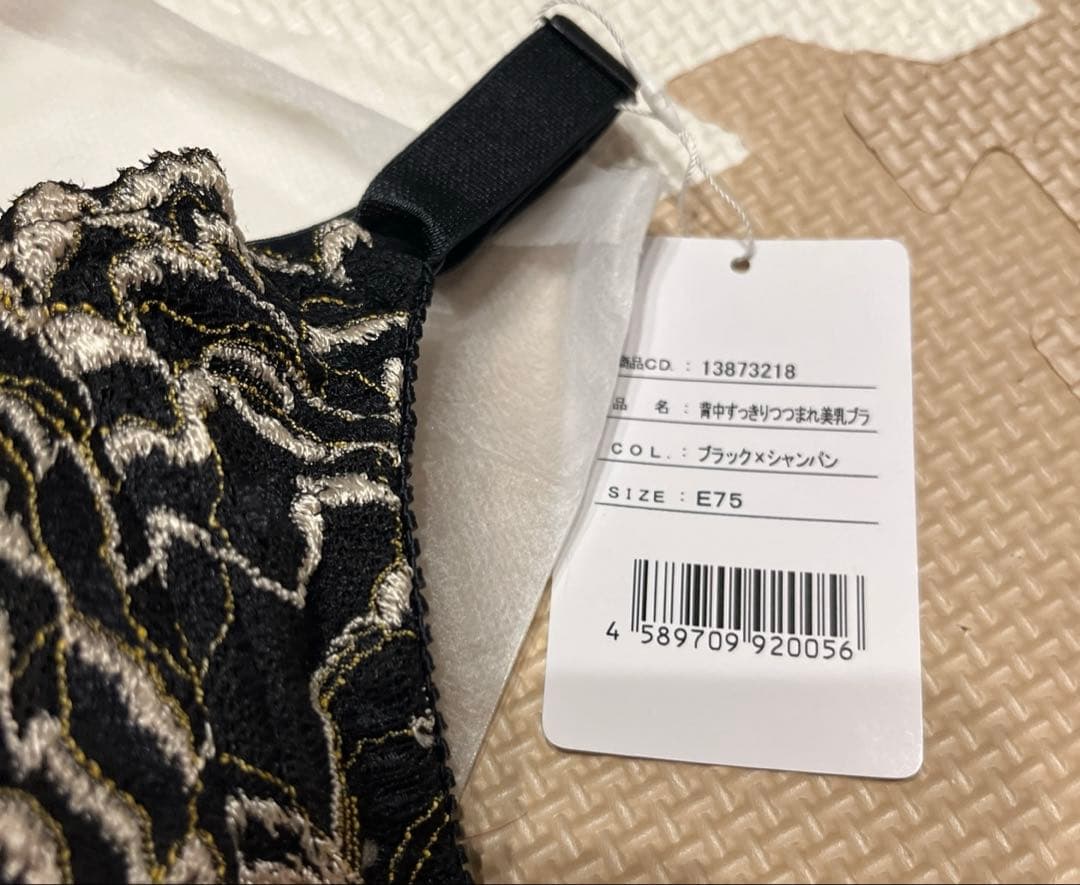 商品CD. : 13873218
品 名 : 背中すっきりつつまれ美乳ブラ
COL. : ブラック×シャンパン
SIZE : E75
4 589709 920056